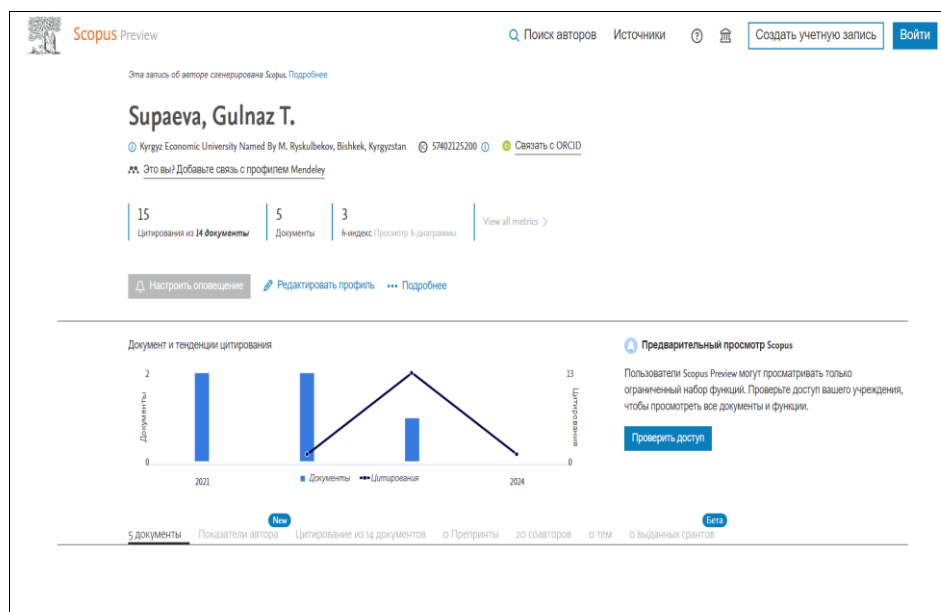 Scopus Preview
Поиск авторов Источники Создать учетную запись Войти
Эта запись об авторе сгенерирована Scopus. Подробнее
Supaeva, Gulnaz T.
Kyrgyz Economic University Named By M. Ryskulbekov, Bishkek, Kyrgyzstan 57402125200 Связать с ORCID
Это вы? Добавьте связь с профилем Mendeley
15 5 3 View all metrics
Цитирования из 14 документы Документы h-индекс Просмотр h-диаграммы
Настроить оповещение Редактировать профиль Подробнее
Документ и тенденции цитирования
2 13
Документы
Цитирования
0 0
2021 2024
Документы Цитирования
Предварительный просмотр Scopus
Пользователи Scopus Preview могут просматривать только
ограниченный набор функций. Проверьте доступ вашего учреждения,
чтобы просмотреть все документы и функции.
Проверить доступ
New Бета
5 документы Показатели автора Цитирование из 14 документов 0 Препринты 20 соавторов 0 тем 0 выданных грантов